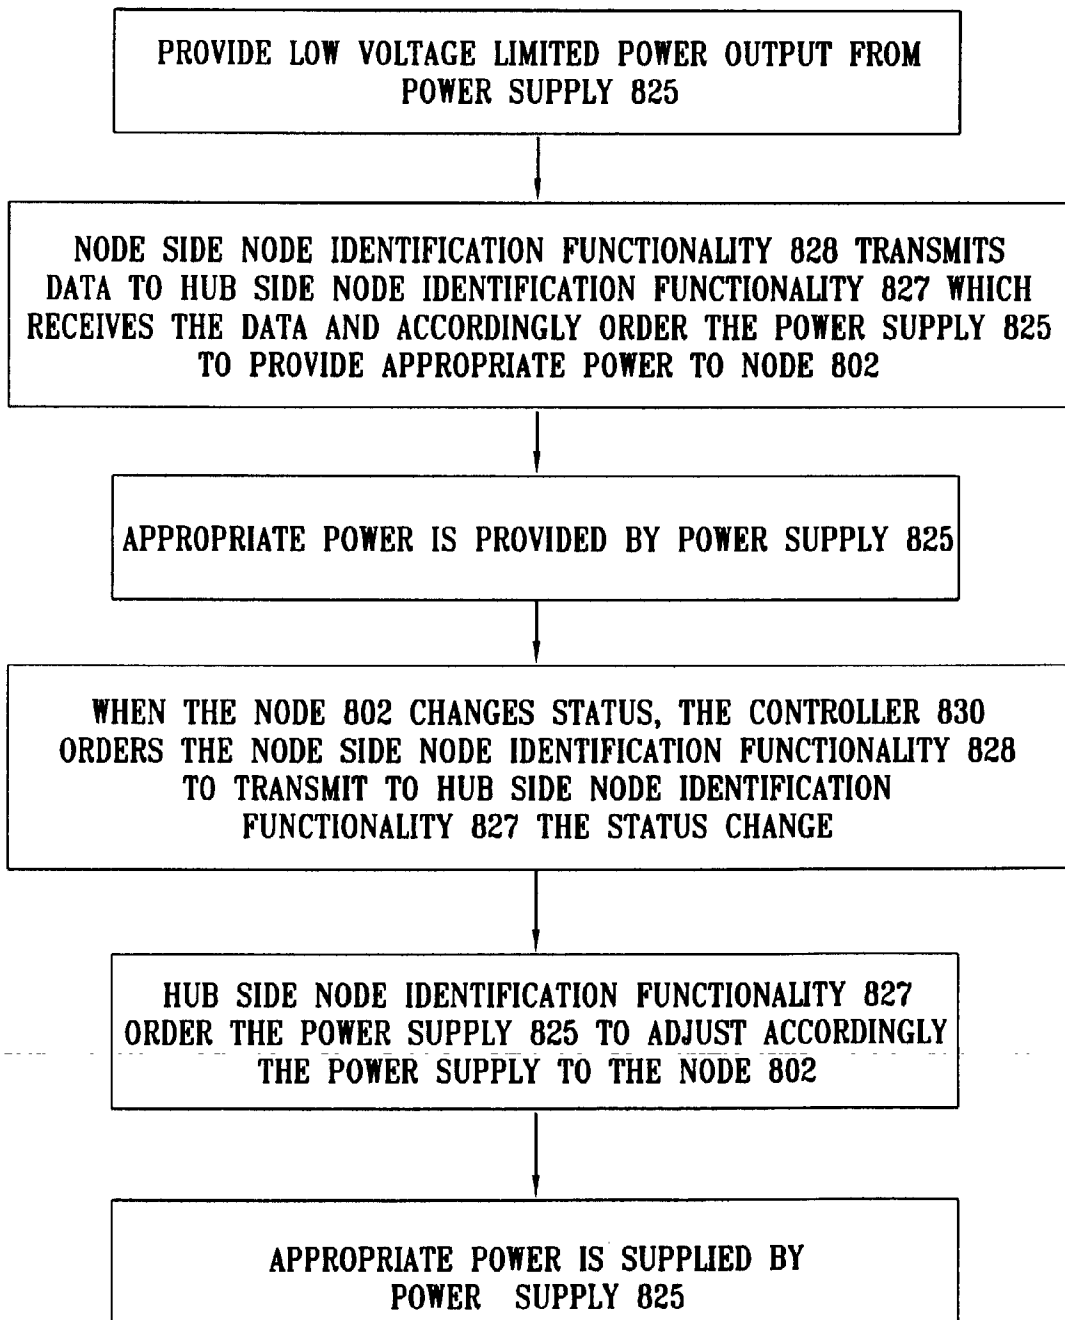 PROVIDE LOW VOLTAGE LIMITED POWER OUTPUT FROM
POWER SUPPLY 825
NODE SIDE NODE IDENTIFICATION FUNCTIONALITY 828 TRANSMITS
DATA TO HUB SIDE NODE IDENTIFICATION FUNCTIONALITY 827 WHICH
RECEIVES THE DATA AND ACCORDINGLY ORDER THE POWER SUPPLY 825
TO PROVIDE APPROPRIATE POWER TO NODE 802
APPROPRIATE POWER IS PROVIDED BY POWER SUPPLY 825
WHEN THE NODE 802 CHANGES STATUS, THE CONTROLLER 830
ORDERS THE NODE SIDE NODE IDENTIFICATION FUNCTIONALITY 828
TO TRANSMIT TO HUB SIDE NODE IDENTIFICATION
FUNCTIONALITY 827 THE STATUS CHANGE
HUB SIDE NODE IDENTIFICATION FUNCTIONALITY 827
ORDER THE POWER SUPPLY 825 TO ADJUST ACCORDINGLY
THE POWER SUPPLY TO THE NODE 802
APPROPRIATE POWER IS SUPPLIED BY
POWER SUPPLY 825